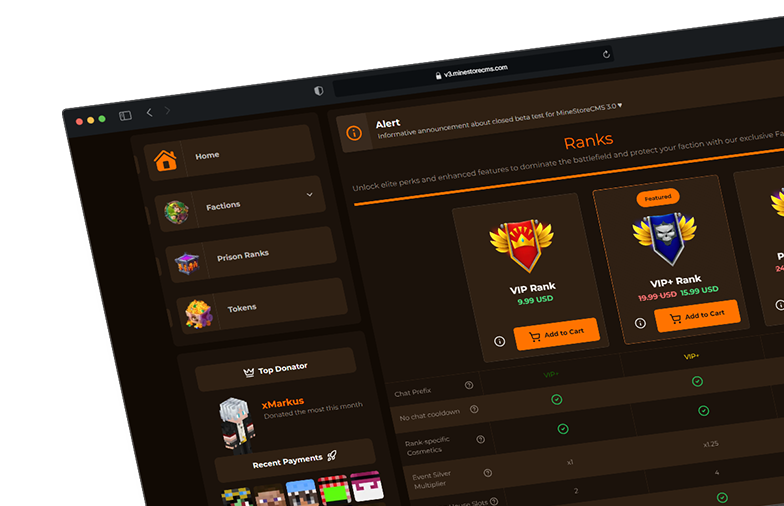 v3.minestorecms.com
Alert
Informative announcement about closed beta test for MineStoreCMS 3.0 ▾
Home
Factions
Prison Ranks
Tokens
Top Donator
xMarkus
Donated the most this month
Recent Payments
Ranks
Unlock elite perks and enhanced features to dominate the battlefield and protect your faction with our exclusive
Featured
VIP Rank
9.99 USD
Add to Cart
VIP+ Rank
19.99 USD 15.99 USD
Add to Cart
VIP+
VIP+
Chat Prefix
No chat cooldown
Rank-specific
Cosmetics
Event Silver
Multiplier
x1
x1.25
Slots
2
4